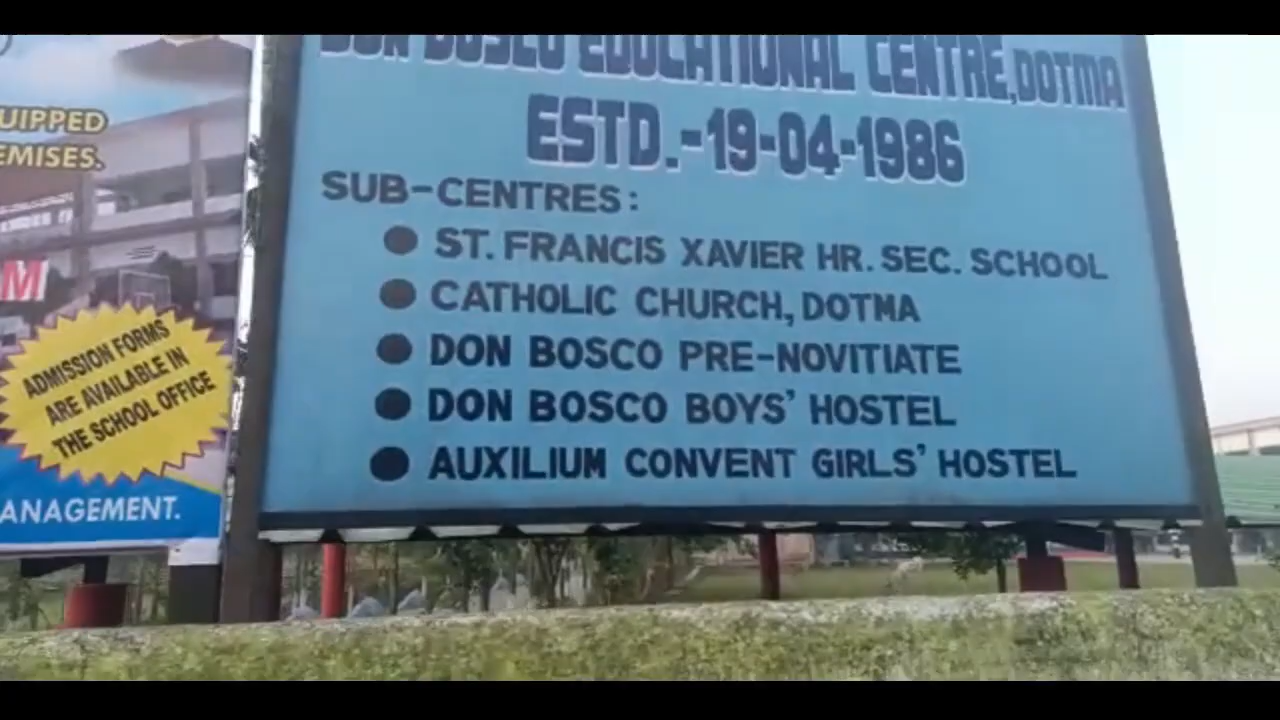 DON BOSCO EDUCATIONAL CENTRE, DOTMA
ESTD.-19-04-1986
SUB-CENTRES:
● ST. FRANCIS XAVIER HR. SEC. SCHOOL
● CATHOLIC CHURCH, DOTMA
● DON BOSCO PRE-NOVITIATE
● DON BOSCO BOYS' HOSTEL
● AUXILIUM CONVENT GIRLS' HOSTEL
UIPPED
EMISES.
M
ADMISSION FORMS
ARE AVAILABLE IN
THE SCHOOL OFFICE
ANAGEMENT.